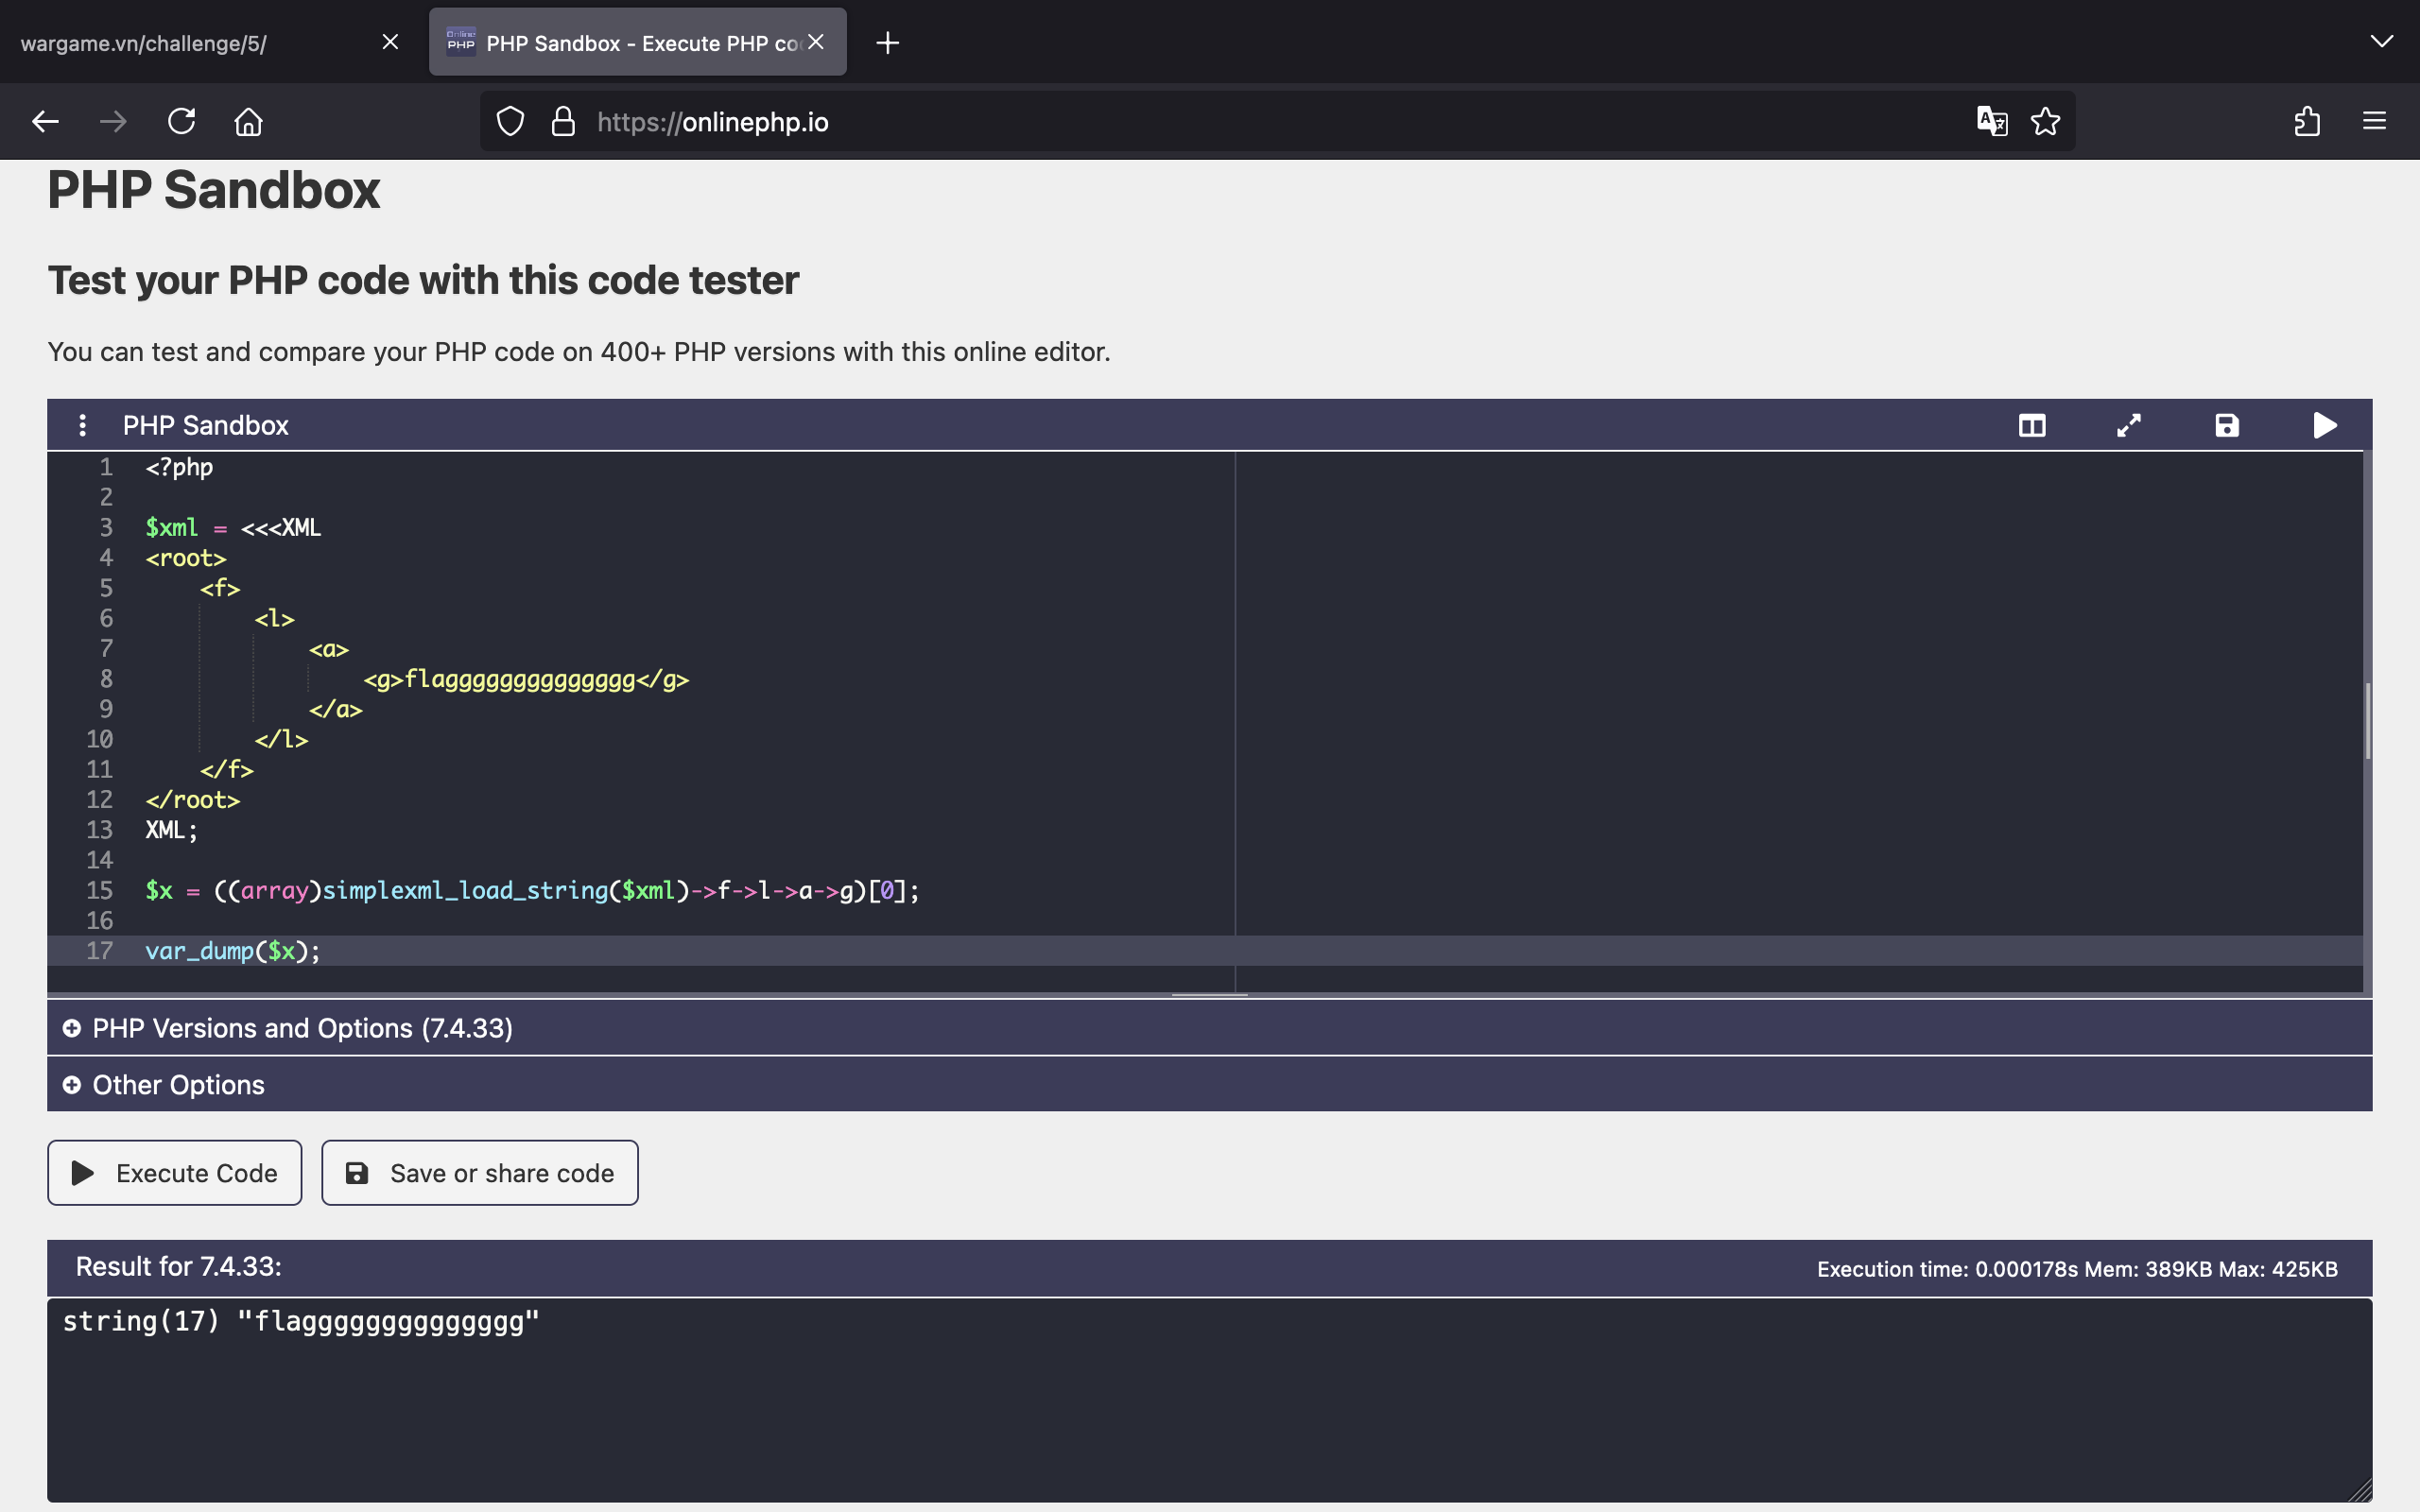 wargame.vn/challenge/5/
Online PHP
PHP Sandbox - Execute PHP co
https://onlinephp.io
PHP Sandbox
Test your PHP code with this code tester
You can test and compare your PHP code on 400+ PHP versions with this online editor.
PHP Sandbox
1 <?php
2
3 $xml = <<<XML
4 <root>
5     <f>
6         <l>
7             <a>
8                 <g>flagggggggggggggg</g>
9             </a>
10         </l>
11     </f>
12 </root>
13 XML;
14
15 $x = ((array)simplexml_load_string($xml)->f->l->a->g)[0];
16
17 var_dump($x);
PHP Versions and Options (7.4.33)
Other Options
Execute Code
Save or share code
Result for 7.4.33:
Execution time: 0.000178s Mem: 389KB Max: 425KB
string(17) "flagggggggggggggg"